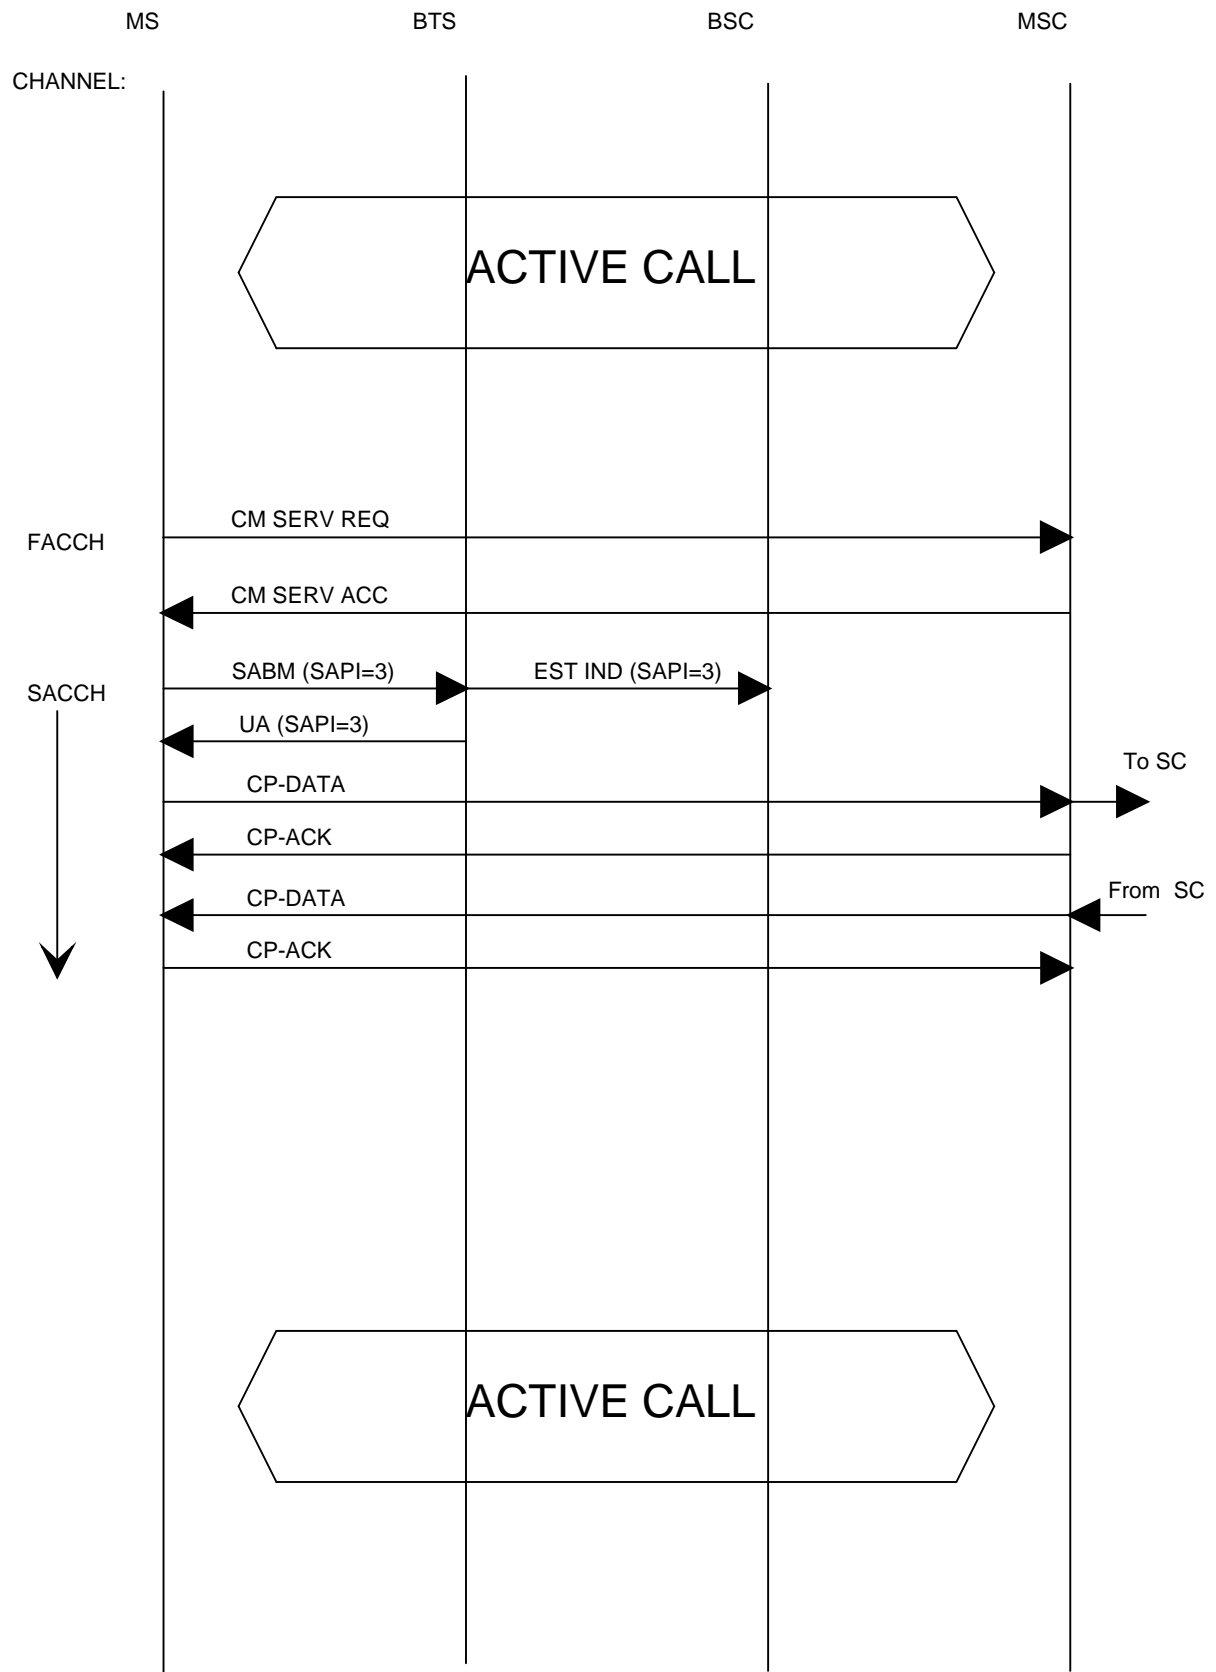 MS BTS BSC MSC
CHANNEL:
ACTIVE CALL
CM SERV REQ
FACCH
CM SERV ACC
SABM (SAPI=3) EST IND (SAPI=3)
SACCH
UA (SAPI=3)
To SC
CP-DATA
CP-ACK
From SC
CP-DATA
CP-ACK
ACTIVE CALL